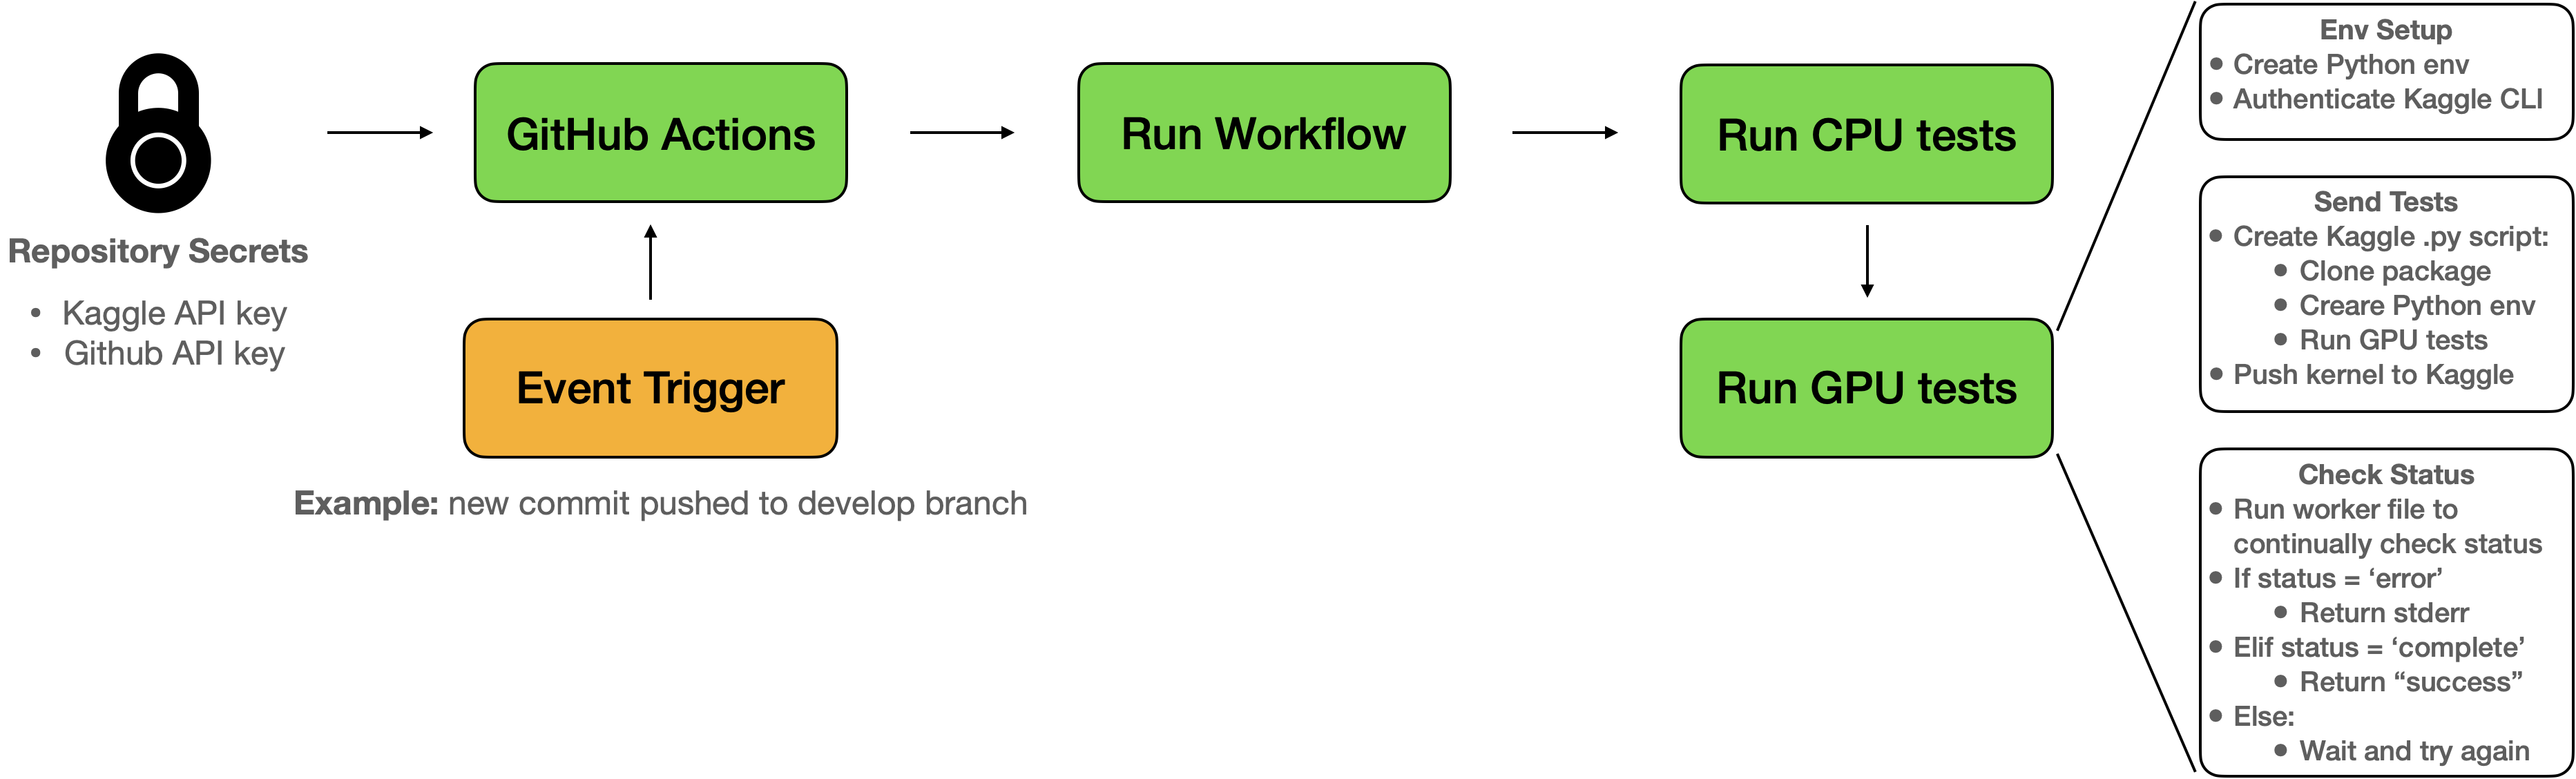 Repository Secrets
• Kaggle API key
• Github API key
GitHub Actions
Event Trigger
Example: new commit pushed to develop branch
Run Workflow
Run CPU tests
Run GPU tests
Env Setup
• Create Python env
• Authenticate Kaggle CLI
Send Tests
• Create Kaggle .py script:
• Clone package
• Creare Python env
• Run GPU tests
• Push kernel to Kaggle
Check Status
• Run worker file to
continually check status
• If status = ‘error’
• Return stderr
• Elif status = ‘complete’
• Return “success”
• Else:
• Wait and try again